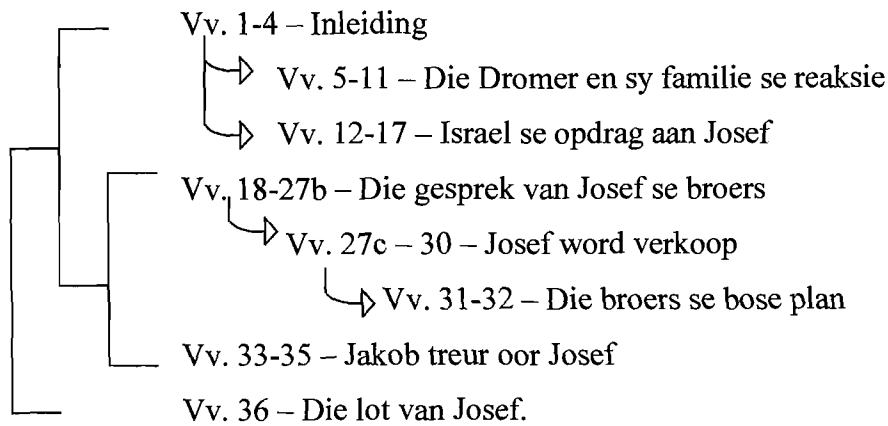 Vv. 1-4 – Inleiding
Vv. 5-11 – Die Dromer en sy familie se reaksie
Vv. 12-17 – Israel se opdrag aan Josef
Vv. 18-27b – Die gesprek van Josef se broers
Vv. 27c – 30 – Josef word verkoop
Vv. 31-32 – Die broers se bose plan
Vv. 33-35 – Jakob treur oor Josef
Vv. 36 – Die lot van Josef.